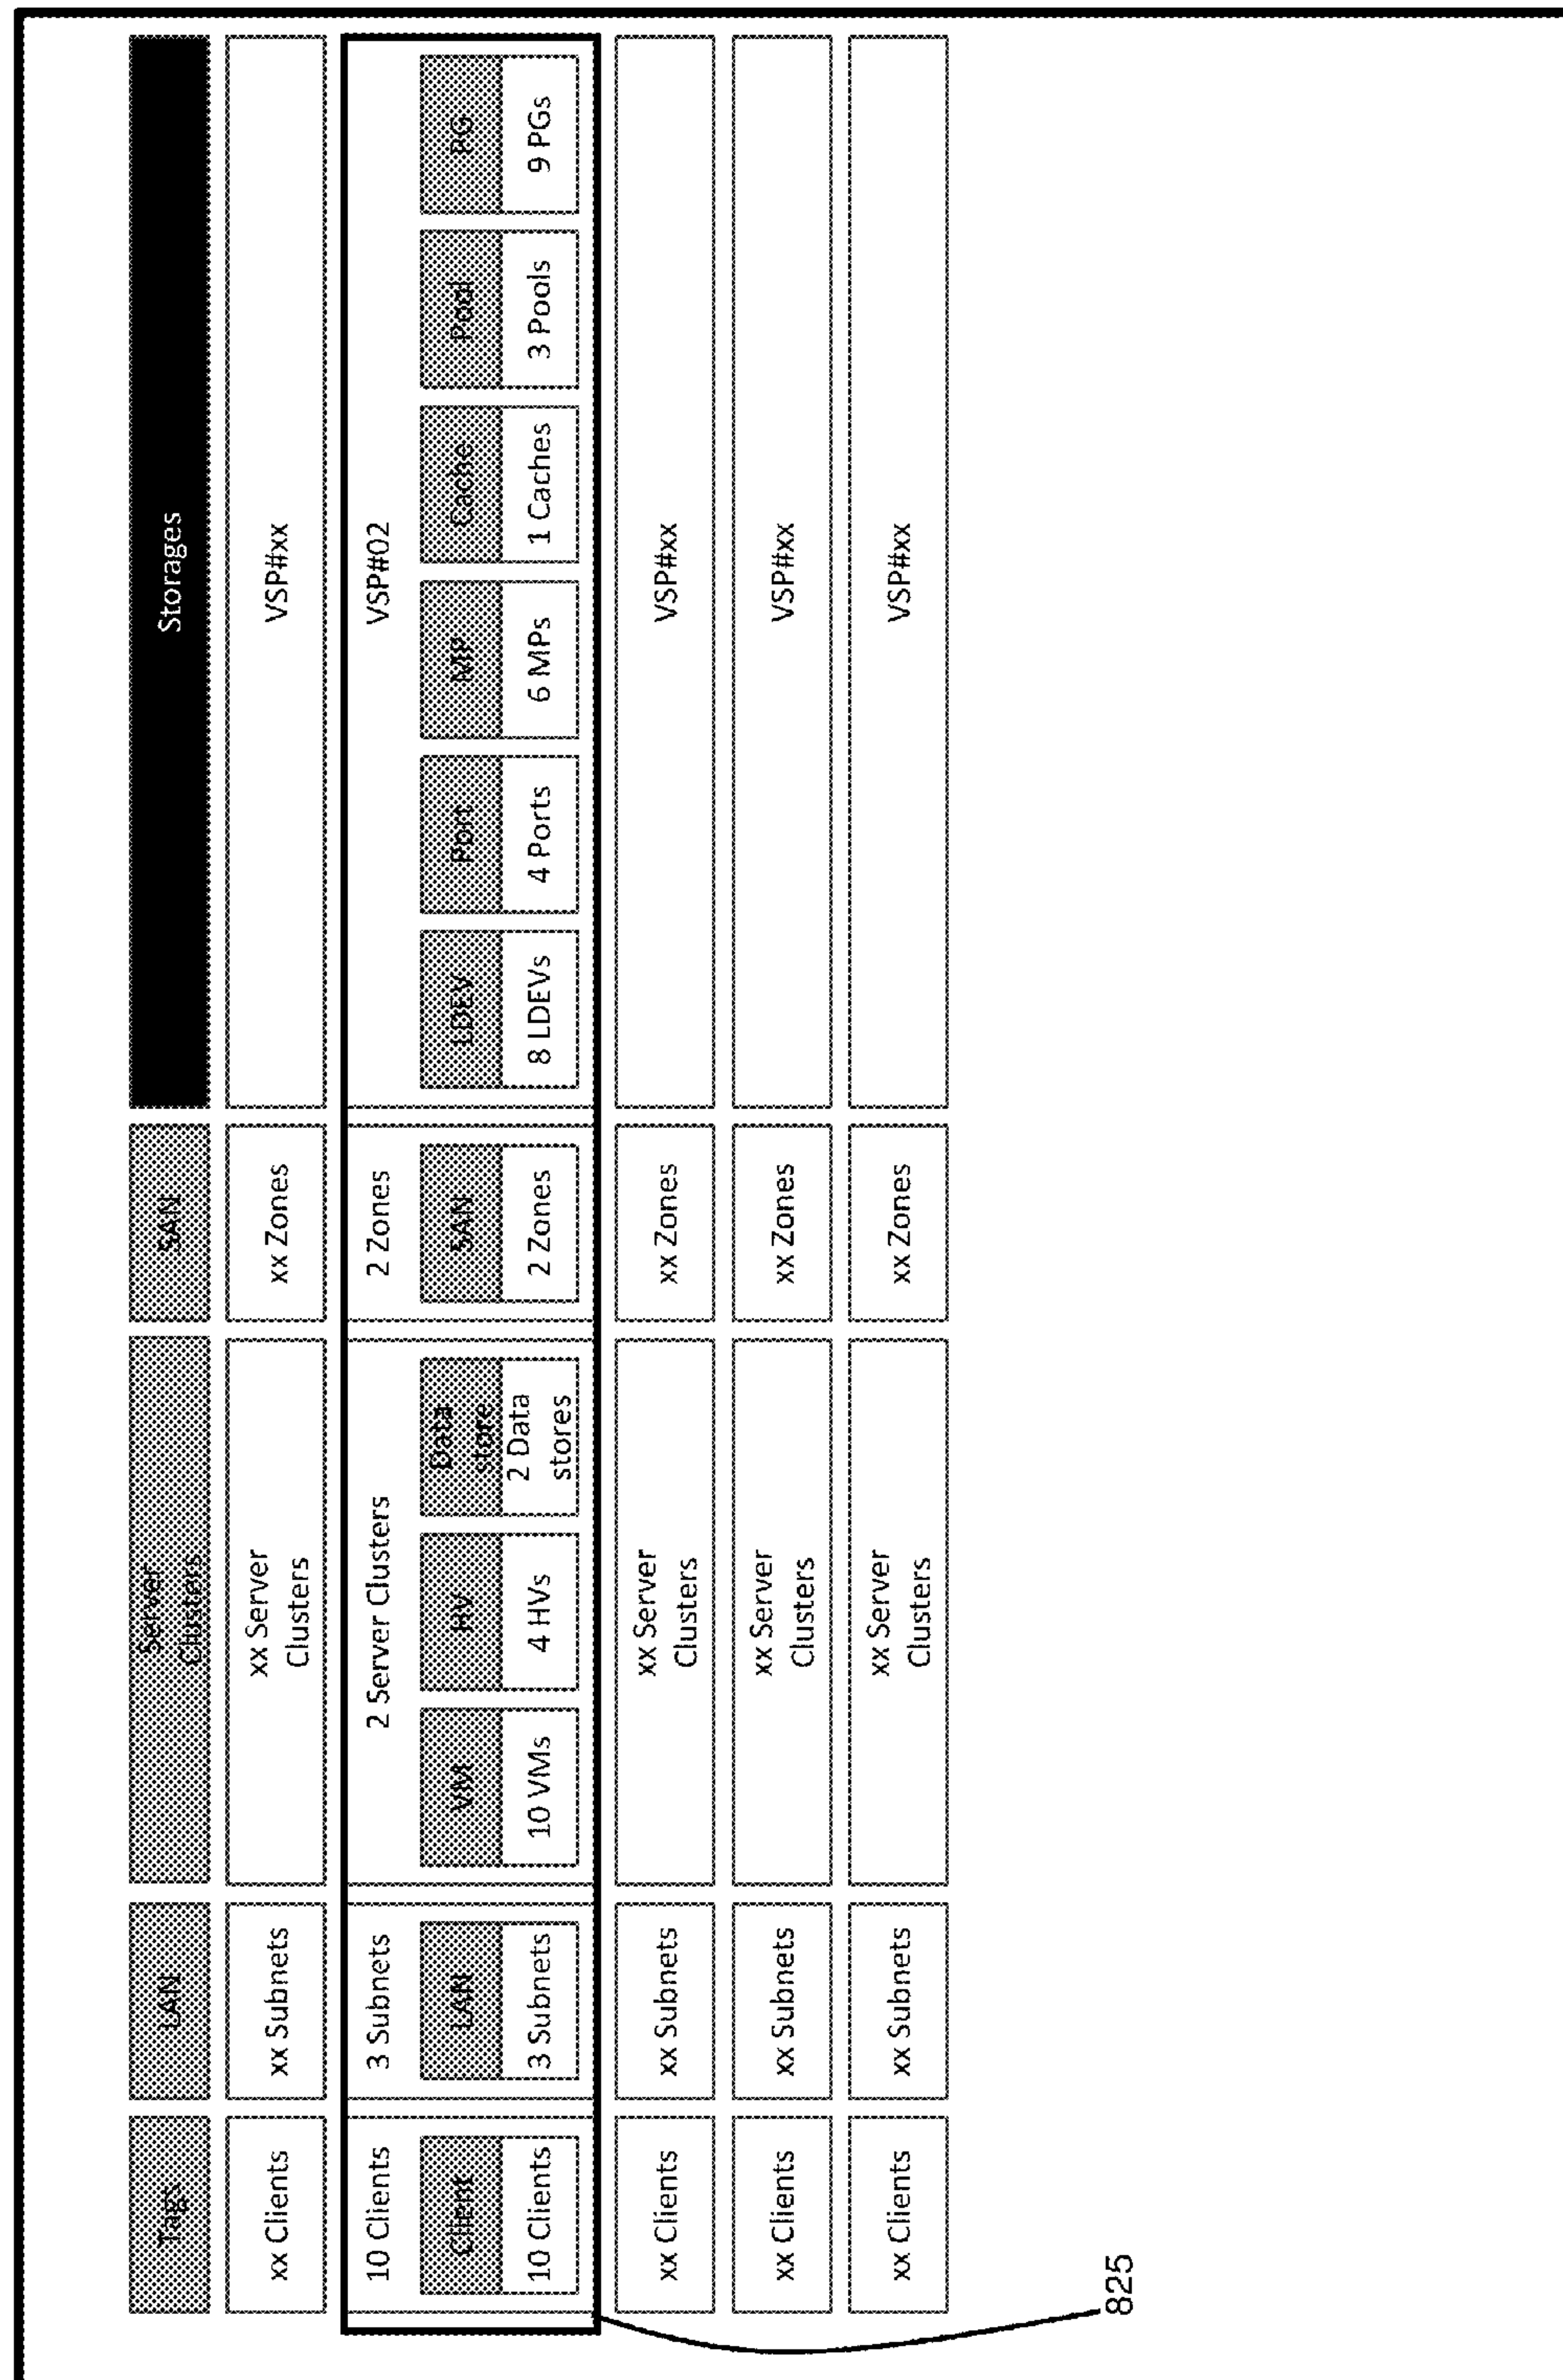 Tags
LAN
Server
Clusters
SAN
Storages
xx Clients
xx Subnets
xx Server
Clusters
xx Zones
VSP#xx
10 Clients
3 Subnets
2 Server Clusters
2 Zones
VSP#02
Client
LAN
VM
HV
Data
store
SAN
LDEV
Port
MP
Cache
Pool
PG
10 Clients
3 Subnets
10 VMs
4 HVs
2 Data
stores
2 Zones
8 LDEVs
4 Ports
6 MPs
1 Caches
3 Pools
9 PGs
xx Clients
xx Subnets
xx Server
Clusters
xx Zones
VSP#xx
xx Clients
xx Subnets
xx Server
Clusters
xx Zones
VSP#xx
xx Clients
xx Subnets
xx Server
Clusters
xx Zones
VSP#xx
825